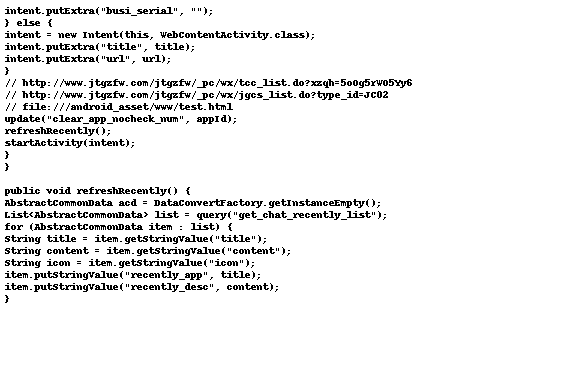 intent.putExtra("busi_serial", "");
} else {
intent = new Intent(this, WebContentActivity.class);
intent.putExtra("title", title);
intent.putExtra("url", url);
}
// http://www.jtgzfw.com/jtgzfw/_pc/wx/tcc_list.do?xzqh=5o0g5rW05Yy6
// http://www.jtgzfw.com/jtgzfw/_pc/wx/jgcs_list.do?type_id=JC02
// file:///android_asset/www/test.html
update("clear_app_nocheck_num", appId);
refreshRecently();
startActivity(intent);
}
}
public void refreshRecently() {
AbstractCommonData acd = DataConvertFactory.getInstanceEmpty();
List<AbstractCommonData> list = query("get_chat_recently_list");
for (AbstractCommonData item : list) {
String title = item.getStringValue("title");
String content = item.getStringValue("content");
String icon = item.getStringValue("icon");
item.putStringValue("recently_app", title);
item.putStringValue("recently_desc", content);
}